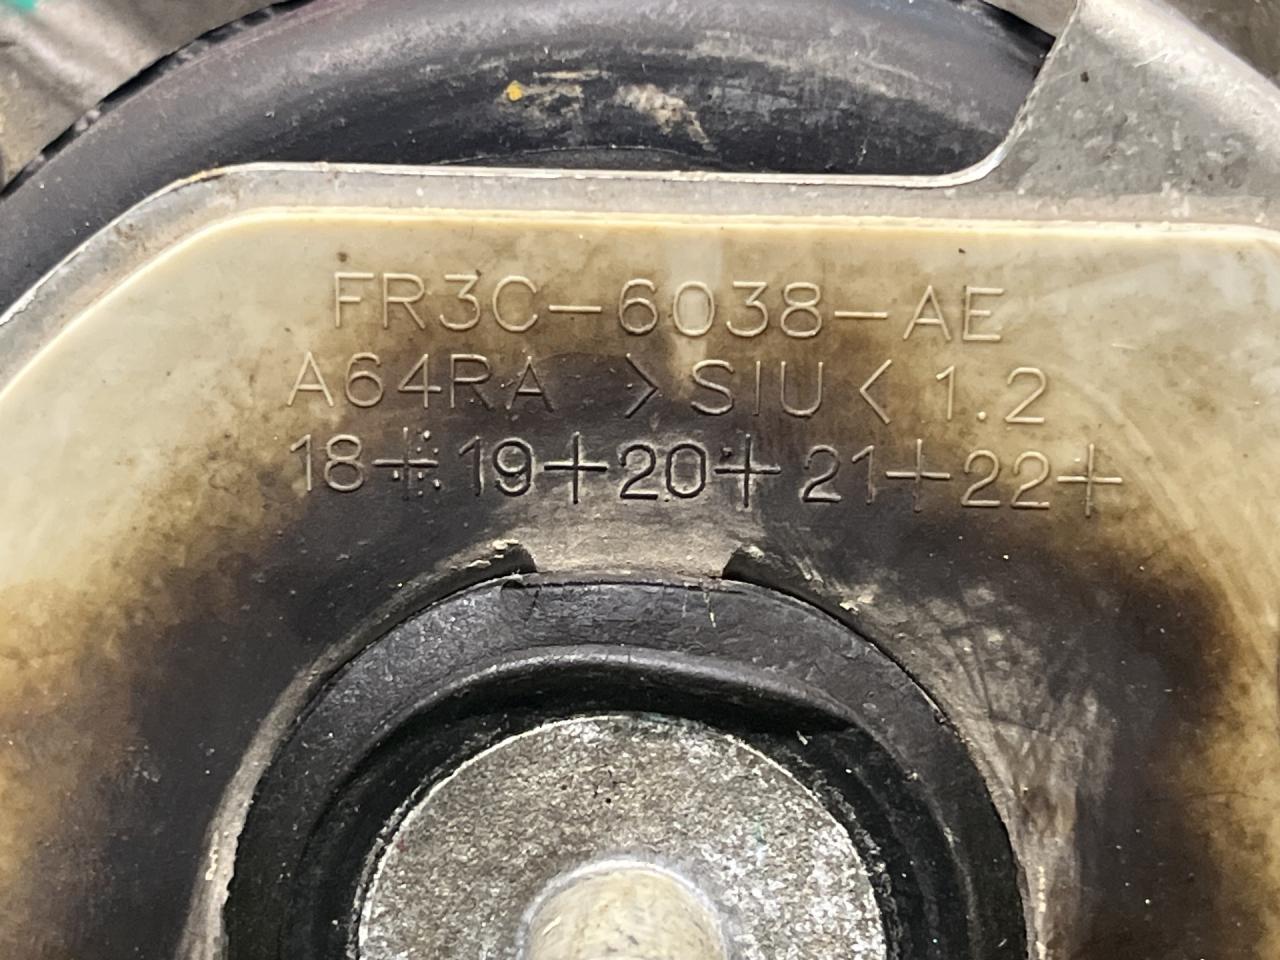 FR3C-6038-AE
A64RA >SIU< 1.2
18+19+20+21+22+